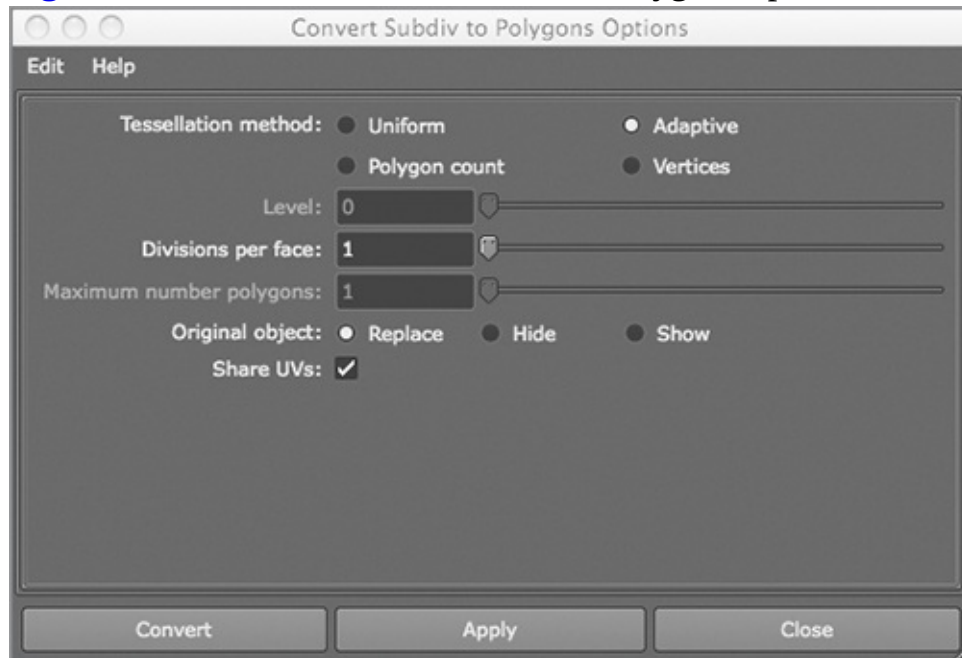 Convert Subdiv to Polygons Options
Edit Help
Tessellation method: Uniform Adaptive
Polygon count Vertices
Level: 0
Divisions per face: 1
Maximum number polygons: 1
Original object: Replace Hide Show
Share UVs:
Convert Apply Close